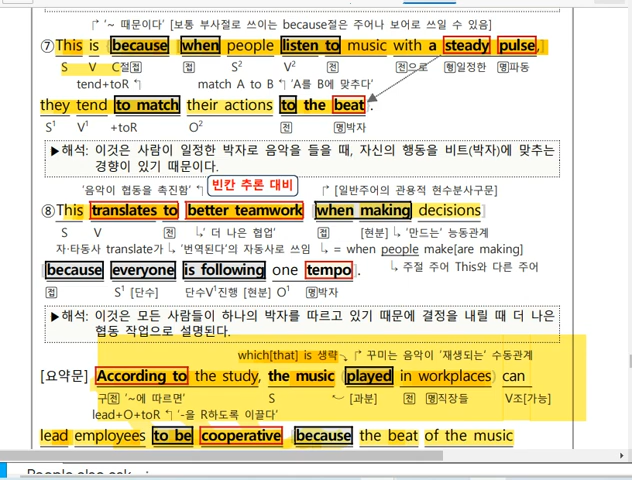 ┌ '~ 때문이다' [보통 부사절로 쓰이는 because절은 주어나 보어로 쓰일 수 있음]
⑦ This is because when people listen to music with a steady pulse,
S V C절 접 접 S² V² 전 전으로 형일정한 명파동
tend+toR match A to B 'A를 B에 맞추다'
they tend to match their actions to the beat.
S¹ V¹ +toR O² 전 명박자
▶해석: 이것은 사람이 일정한 박자로 음악을 들을 때, 자신의 행동을 비트(박자)에 맞추는
경향이 있기 때문이다.
'음악이 협동을 촉진함' 빈칸 추론 대비 [일반주어의 관용적 현수분사구문]
⑧ This translates to better teamwork when making decisions
S V 전 '더 나은 협업' 접 [현분] '만드는' 능동관계
자·타동사 translate가 '번역된다'의 자동사로 쓰임 = when people make[are making]
because everyone is following one tempo. 주절 주어 This와 다른 주어
접 S¹ [단수] 단수V¹진행 [현분] O¹ 명박자
▶해석: 이것은 모든 사람들이 하나의 박자를 따르고 있기 때문에 결정을 내릴 때 더 나은
협동 작업으로 설명된다.
which[that] is 생략 꾸미는 음악이 '재생되는' 수동관계
[요약문] According to the study, the music played in workplaces can
구전 '~에 따르면' S [과분] 전 명직장들 V조[가능]
lead+O+toR '-을 R하도록 이끌다'
lead employees to be cooperative because the beat of the music